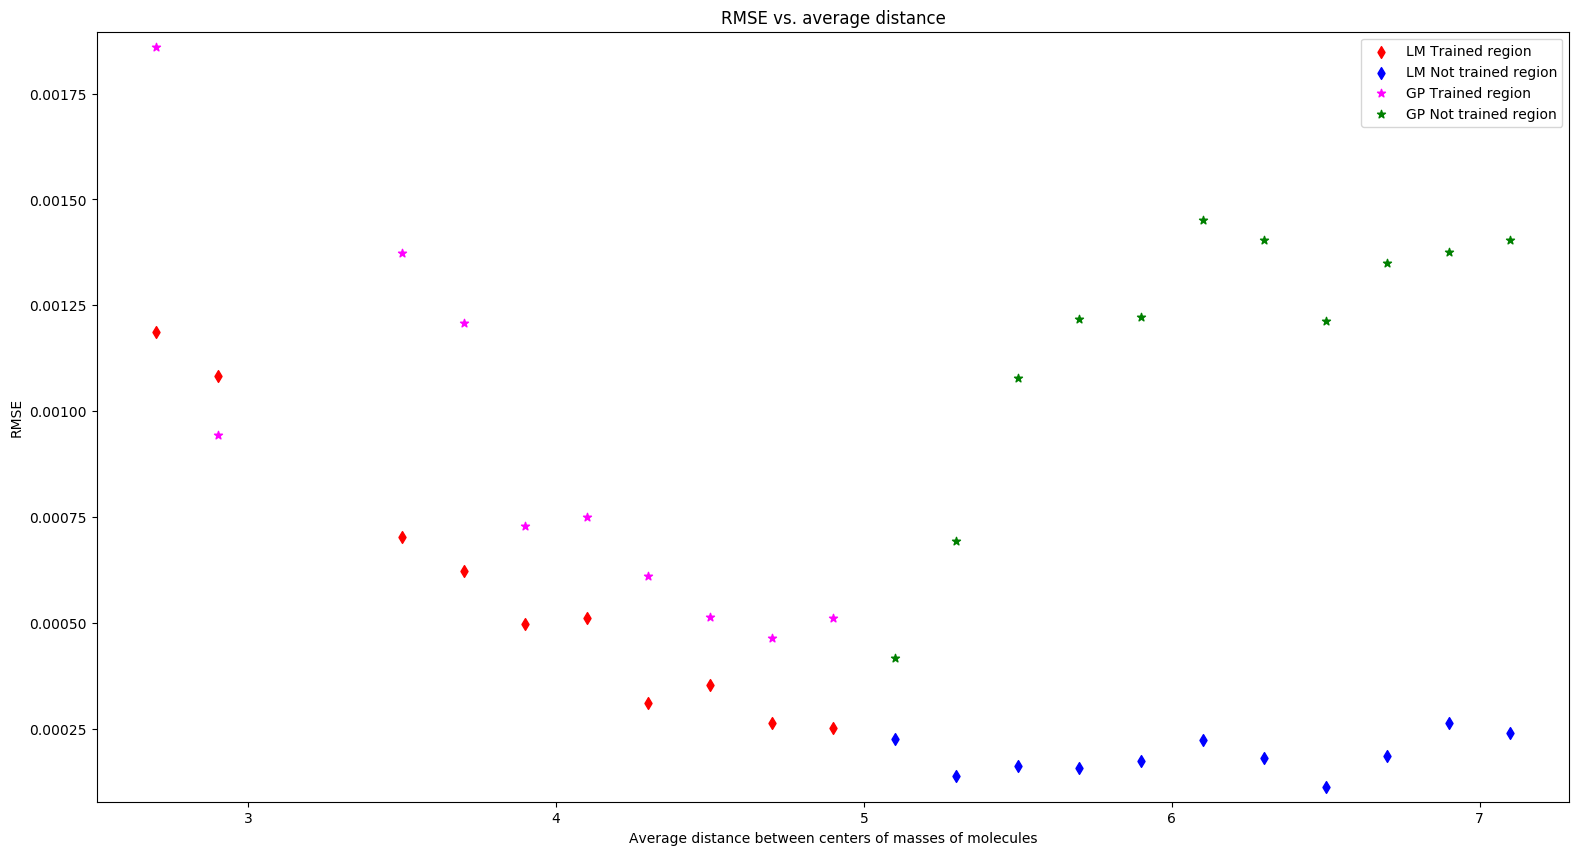 RMSE vs. average distance
LM Trained region
LM Not trained region
GP Trained region
GP Not trained region
0.00175
0.00150
0.00125
0.00100
0.00075
0.00050
0.00025
RMSE
3
4
5
6
7
Average distance between centers of masses of molecules